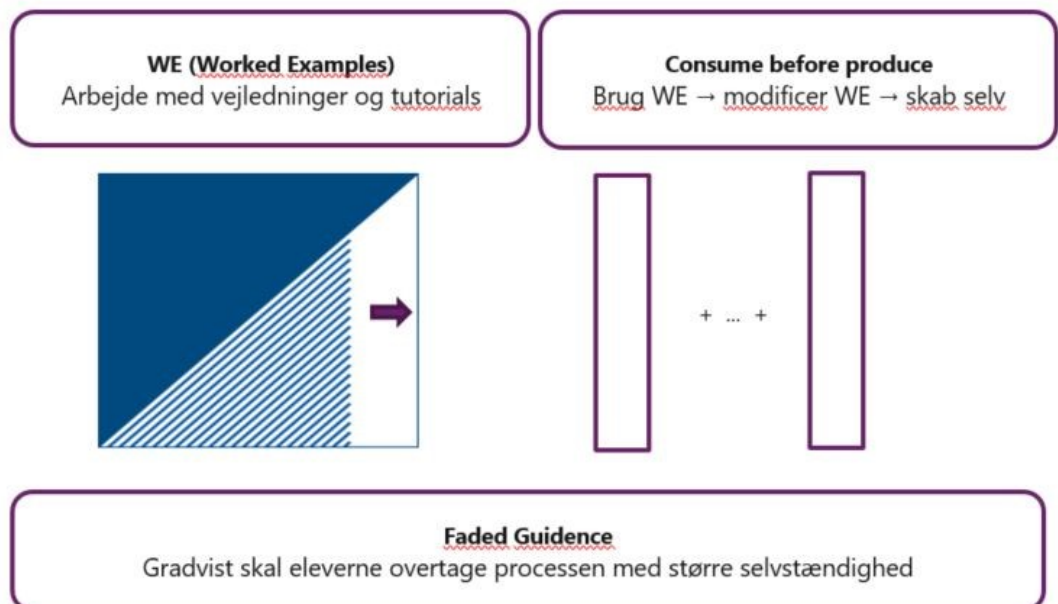 WE (Worked Examples)
Arbejde med vejledninger og tutorials
Consume before produce
Brug WE → modificer WE → skab selv
+ ... +
Faded Guidence
Gradvist skal eleverne overtage processen med større selvstændighed